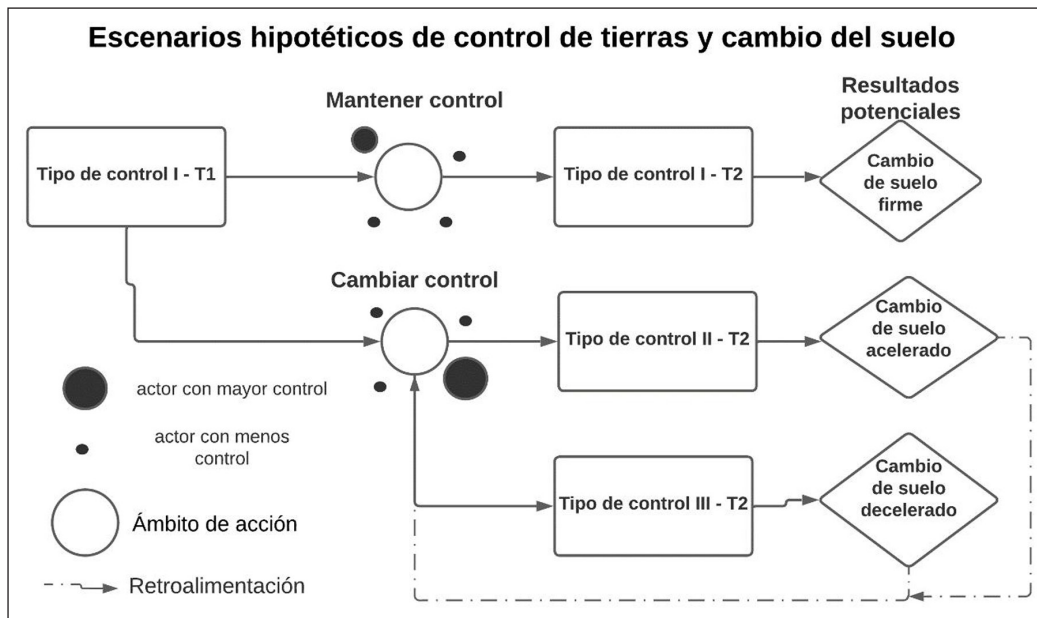 Escenarios hipotéticos de control de tierras y cambio del suelo
Mantener control
Resultados
potenciales
Tipo de control I - T1
Tipo de control I - T2
Cambio
de suelo
firme
Cambiar control
Tipo de control II - T2
Cambio
de suelo
acelerado
actor con mayor control
actor con menos
control
Tipo de control III - T2
Cambio
de suelo
decelerado
Ámbito de acción
Retroalimentación